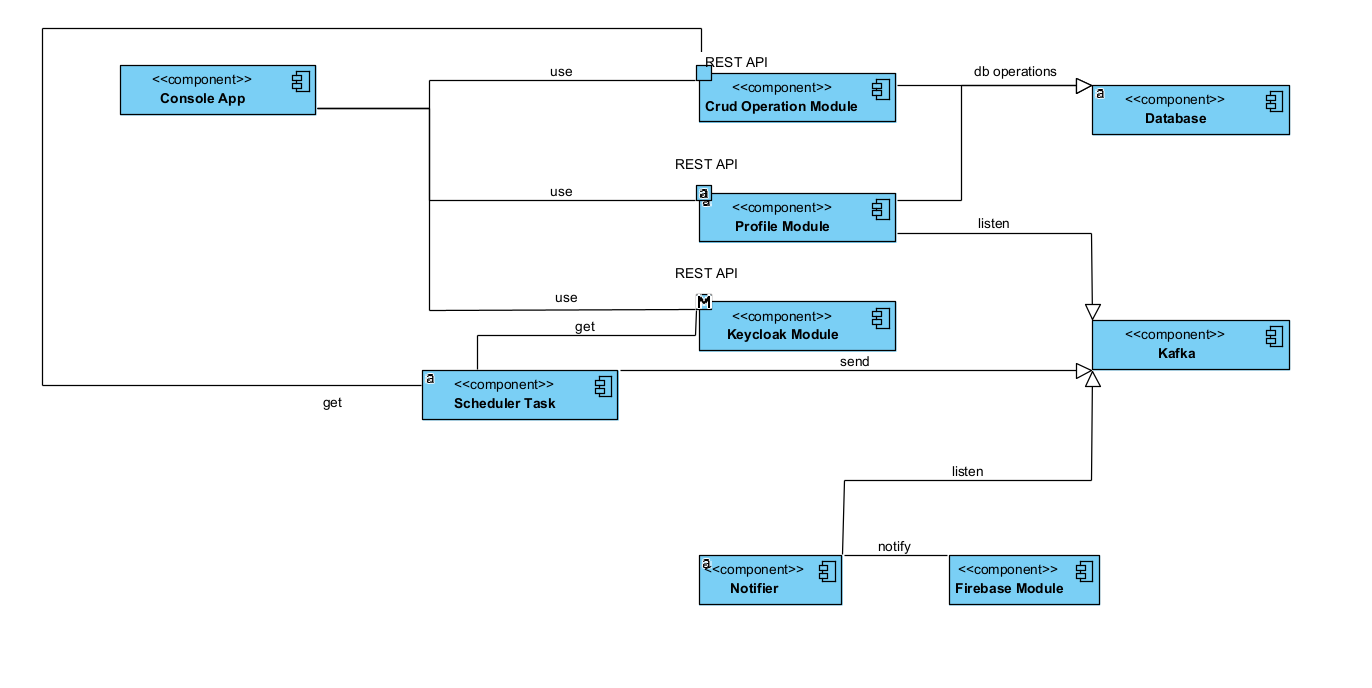 REST API
<<component>>
Console App
use
<<component>>
Crud Operation Module
db operations
a
<<component>>
Database
REST API
use
a
a
<<component>>
Profile Module
listen
REST API
use
M
<<component>>
Keycloak Module
get
<<component>>
Kafka
send
a
<<component>>
Scheduler Task
get
listen
notify
a
<<component>>
Notifier
<<component>>
Firebase Module